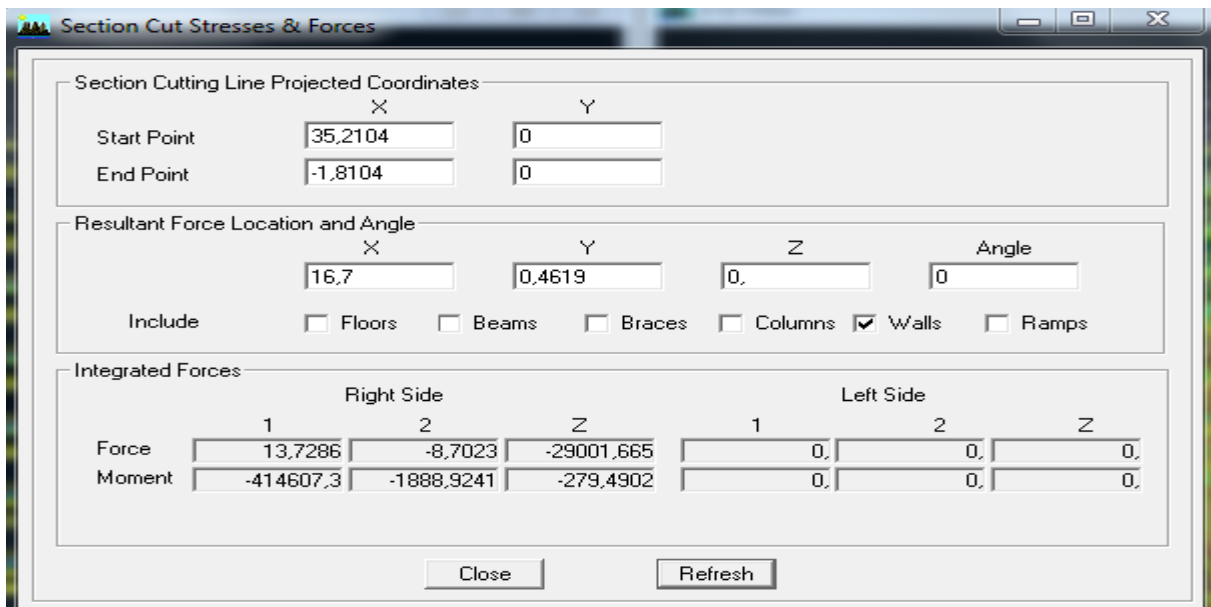 Section Cut Stresses & Forces
Section Cutting Line Projected Coordinates
X Y
Start Point 35,2104 0
End Point -1,8104 0
Resultant Force Location and Angle
X Y Z Angle
16,7 0,4619 0, 0
Include Floors Beams Braces Columns Walls Ramps
Integrated Forces
Right Side Left Side
1 2 Z 1 2 Z
Force 13,7286 -8,7023 -29001,665 0, 0, 0,
Moment -414607,3 -1888,9241 -279,4902 0, 0, 0,
Close Refresh